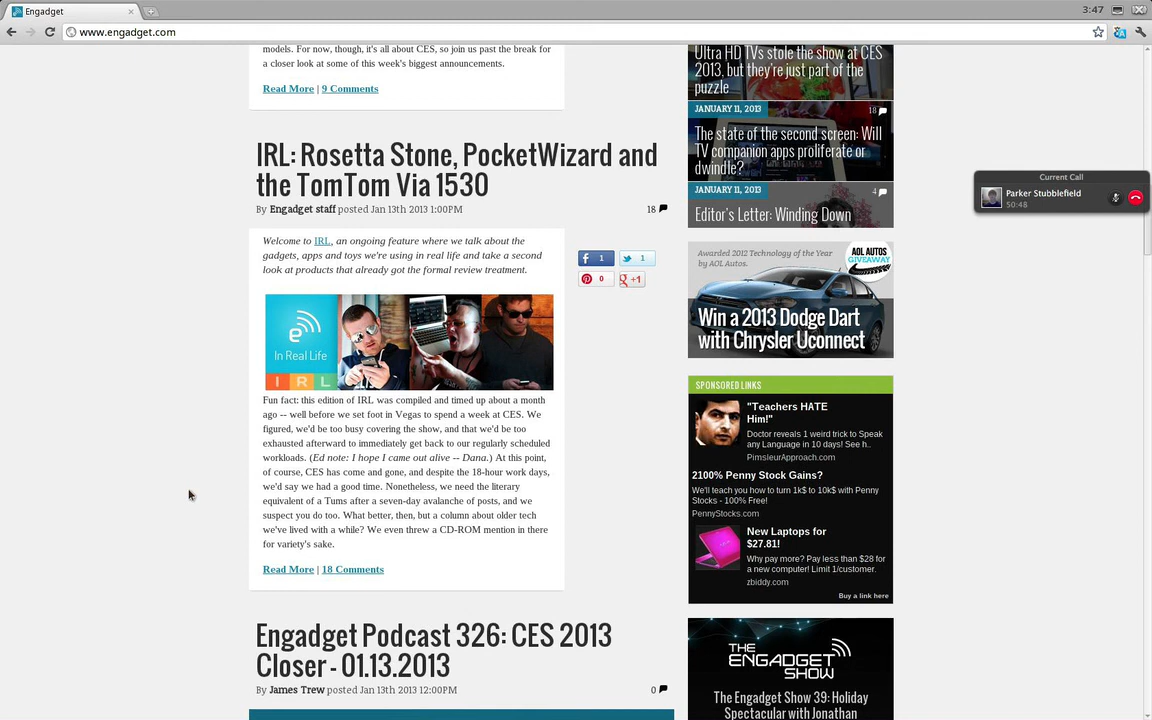 Engadget
3:47
www.engadget.com
models. For now, though, it's all about CES, so join us past the break for
a closer look at some of this week's biggest announcements.
Read More | 9 Comments
IRL: Rosetta Stone, PocketWizard and
the TomTom Via 1530
By Engadget staff posted Jan 13th 2013 1:00PM
18
Welcome to IRL, an ongoing feature where we talk about the
gadgets, apps and toys we're using in real life and take a second
look at products that already got the formal review treatment.
1
1
0
+1
e
In Real Life
I R L
Fun fact: this edition of IRL was compiled and timed up about a month
ago -- well before we set foot in Vegas to spend a week at CES. We
figured, we'd be too busy covering the show, and that we'd be too
exhausted afterward to immediately get back to our regularly scheduled
workloads. (Ed note: I hope I came out alive -- Dana.) At this point,
of course, CES has come and gone, and despite the 18-hour work days,
we'd say we had a good time. Nonetheless, we need the literary
equivalent of a Tums after a seven-day avalanche of posts, and we
suspect you do too. What better, then, but a column about older tech
we've lived with a while? We even threw a CD-ROM mention in there
for variety's sake.
Read More | 18 Comments
Engadget Podcast 326: CES 2013
Closer - 01.13.2013
By James Trew posted Jan 13th 2013 12:00PM
0
Ultra HD TVs stole the show at CES
2013, but they're just part of the
puzzle
JANUARY 11, 2013
18
The state of the second screen: Will
TV companion apps proliferate or
dwindle?
JANUARY 11, 2013
4
Editor's Letter: Winding Down
Awarded 2012 Technology of the Year
by AOL Autos.
AOL AUTOS
GIVEAWAY
Win a 2013 Dodge Dart
with Chrysler Uconnect
SPONSORED LINKS
"Teachers HATE
Him!"
Doctor reveals 1 weird trick to Speak
any Language in 10 days! See h..
PimsleurApproach.com
2100% Penny Stock Gains?
We'll teach you how to turn 1k$ to 10k$ with Penny
Stocks - 100% Free!
PennyStocks.com
New Laptops for
$27.81!
Why pay more? Pay less than $28 for
a new computer! Limit 1/customer.
zbiddy.com
Buy a link here
THE
ENGADGET
SHOW
The Engadget Show 39: Holiday
Spectacular with Jonathan
Current Call
Parker Stubblefield
50:48